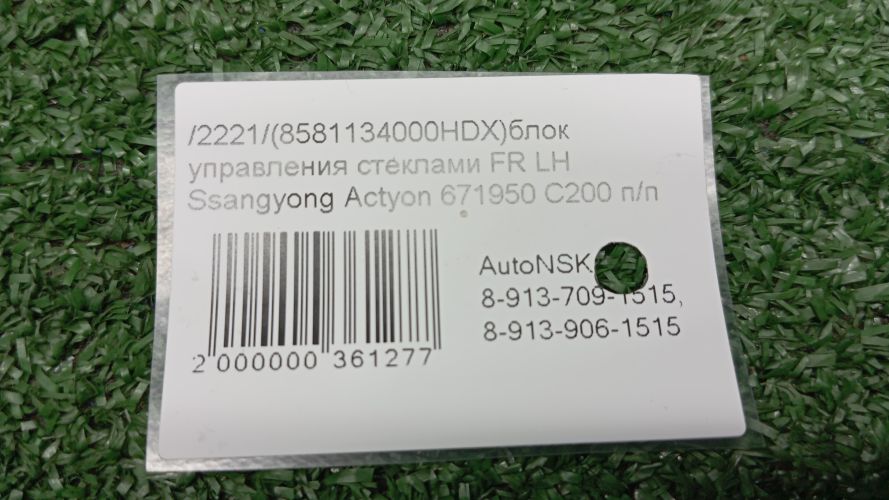 /2221/(8581134000HDX)блок
управления стеклами FR LH
Ssangyong Actyon 671950 C200 п/п
AutoNSK
8-913-709-1515,
8-913-906-1515
2 000000 361277